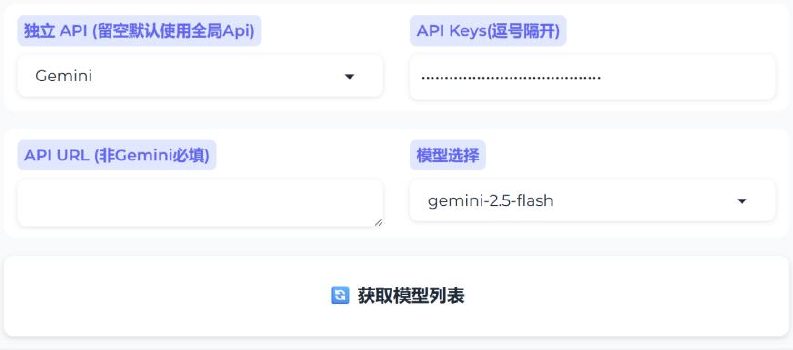 独立 API (留空默认使用全局Api)
API Keys(逗号隔开)
Gemini
API URL (非Gemini必填)
模型选择
gemini-2.5-flash
获取模型列表